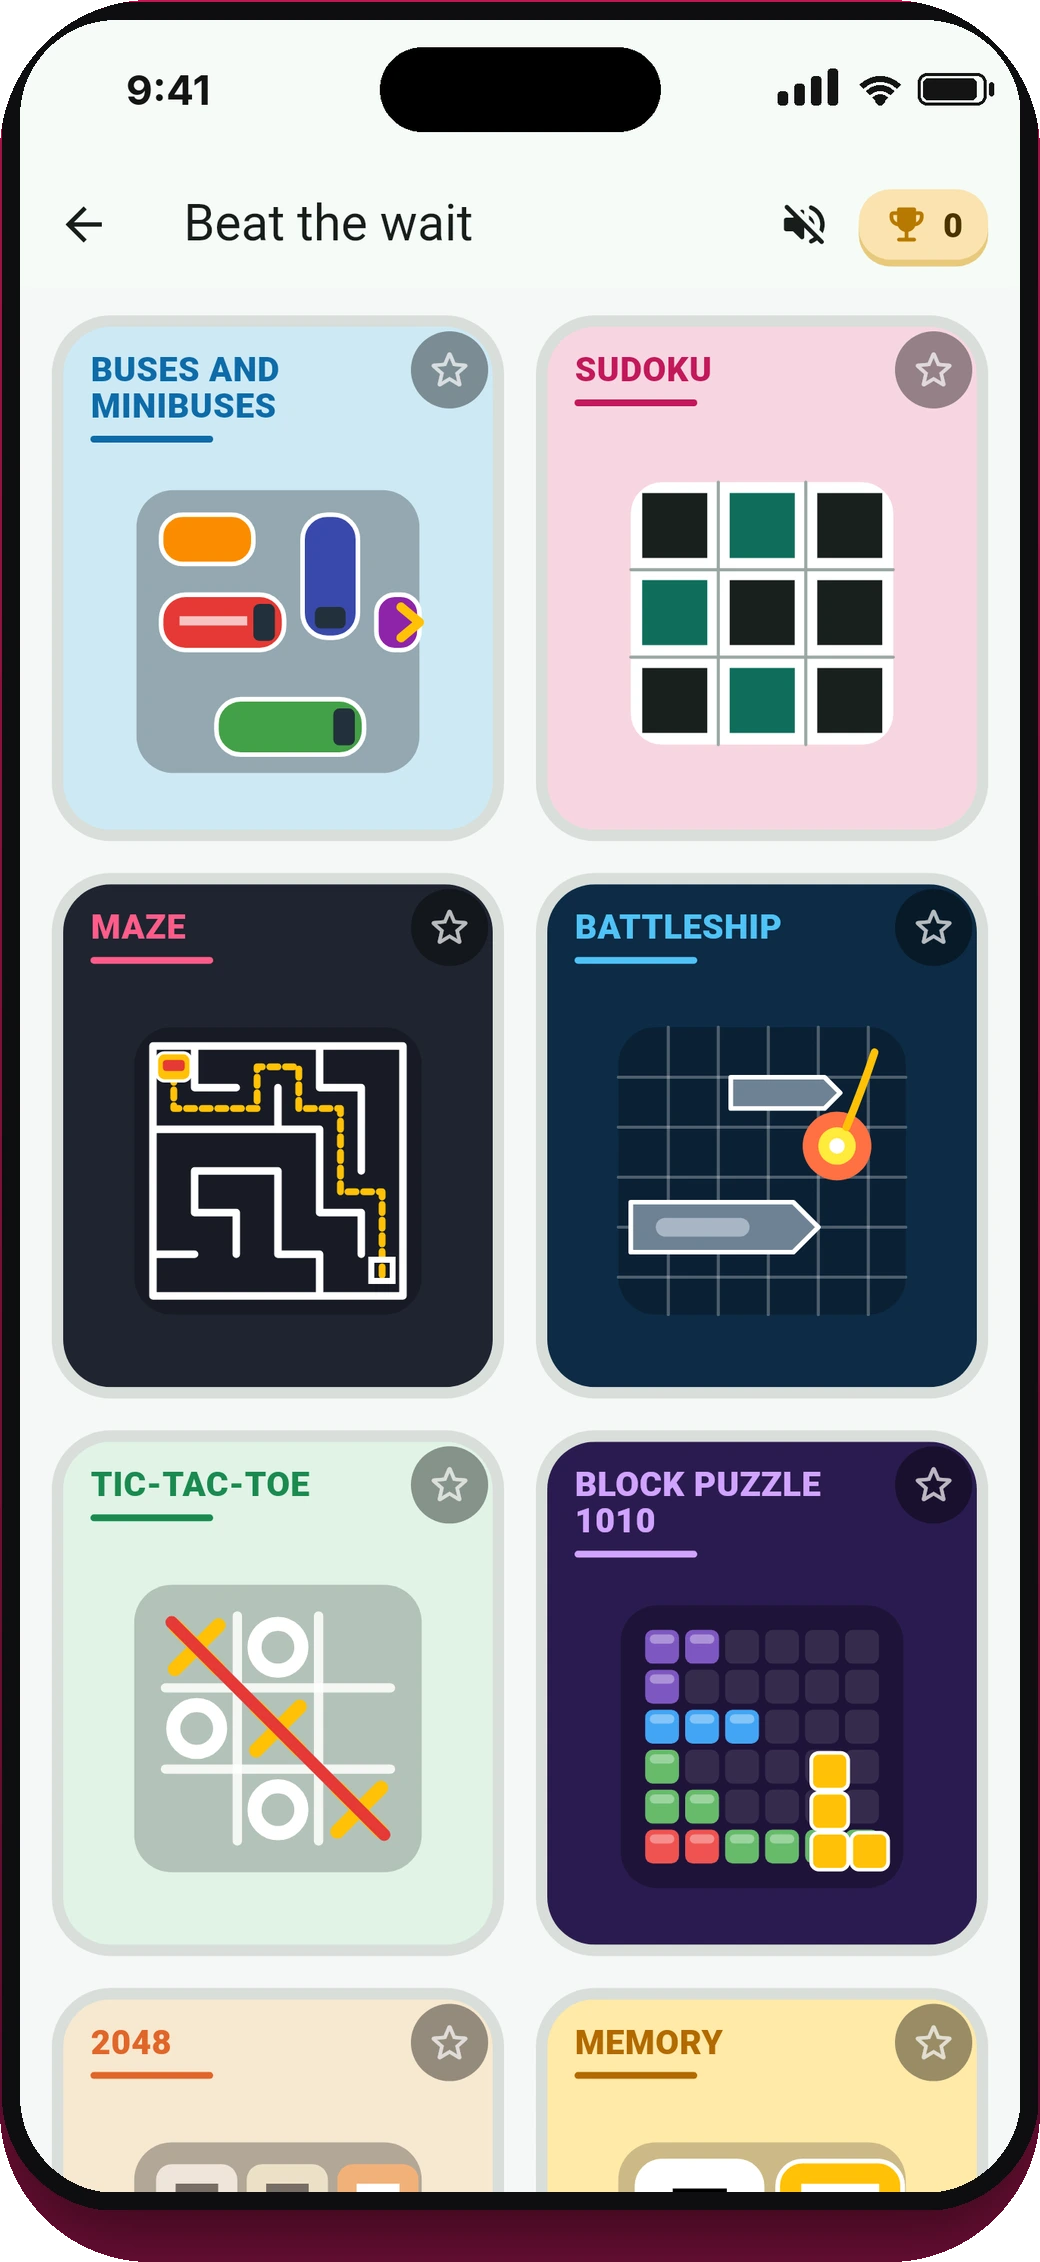 9:41
Beat the wait
0
BUSES AND
MINIBUSES
SUDOKU
MAZE
BATTLESHIP
TIC-TAC-TOE
BLOCK PUZZLE
1010
2048
MEMORY